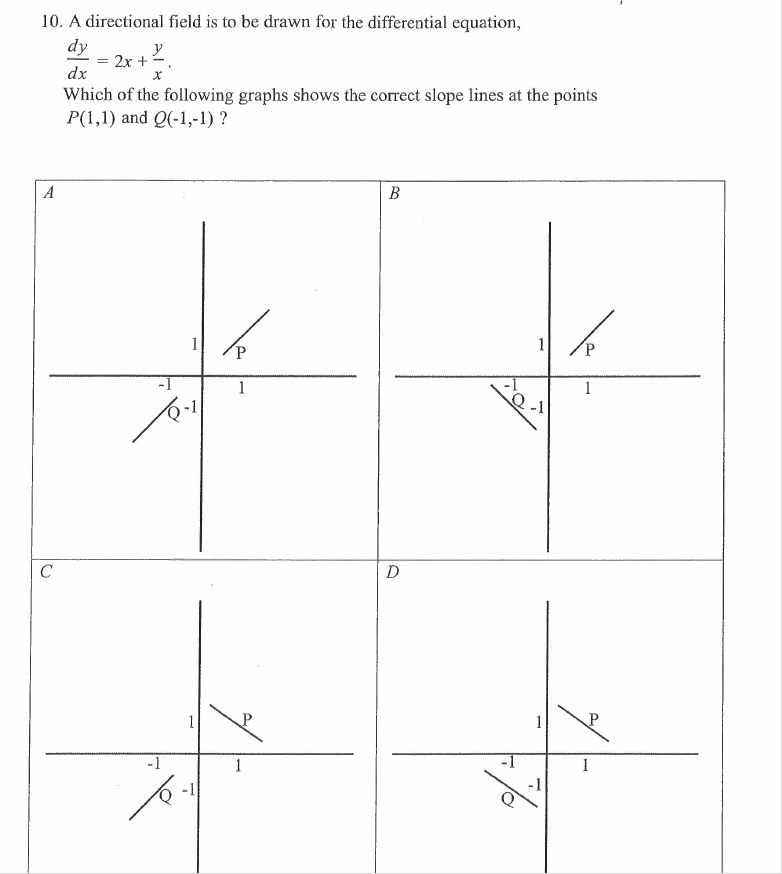 10. A directional field is to be drawn for the differential equation,
dy/dx = 2x + y/x.
Which of the following graphs shows the correct slope lines at the points
P(1,1) and Q(-1,-1) ?
A
1
P
-1
1
Q
-1
B
1
P
-1
1
Q
-1
C
1
P
-1
1
Q
-1
D
1
P
-1
1
Q
-1